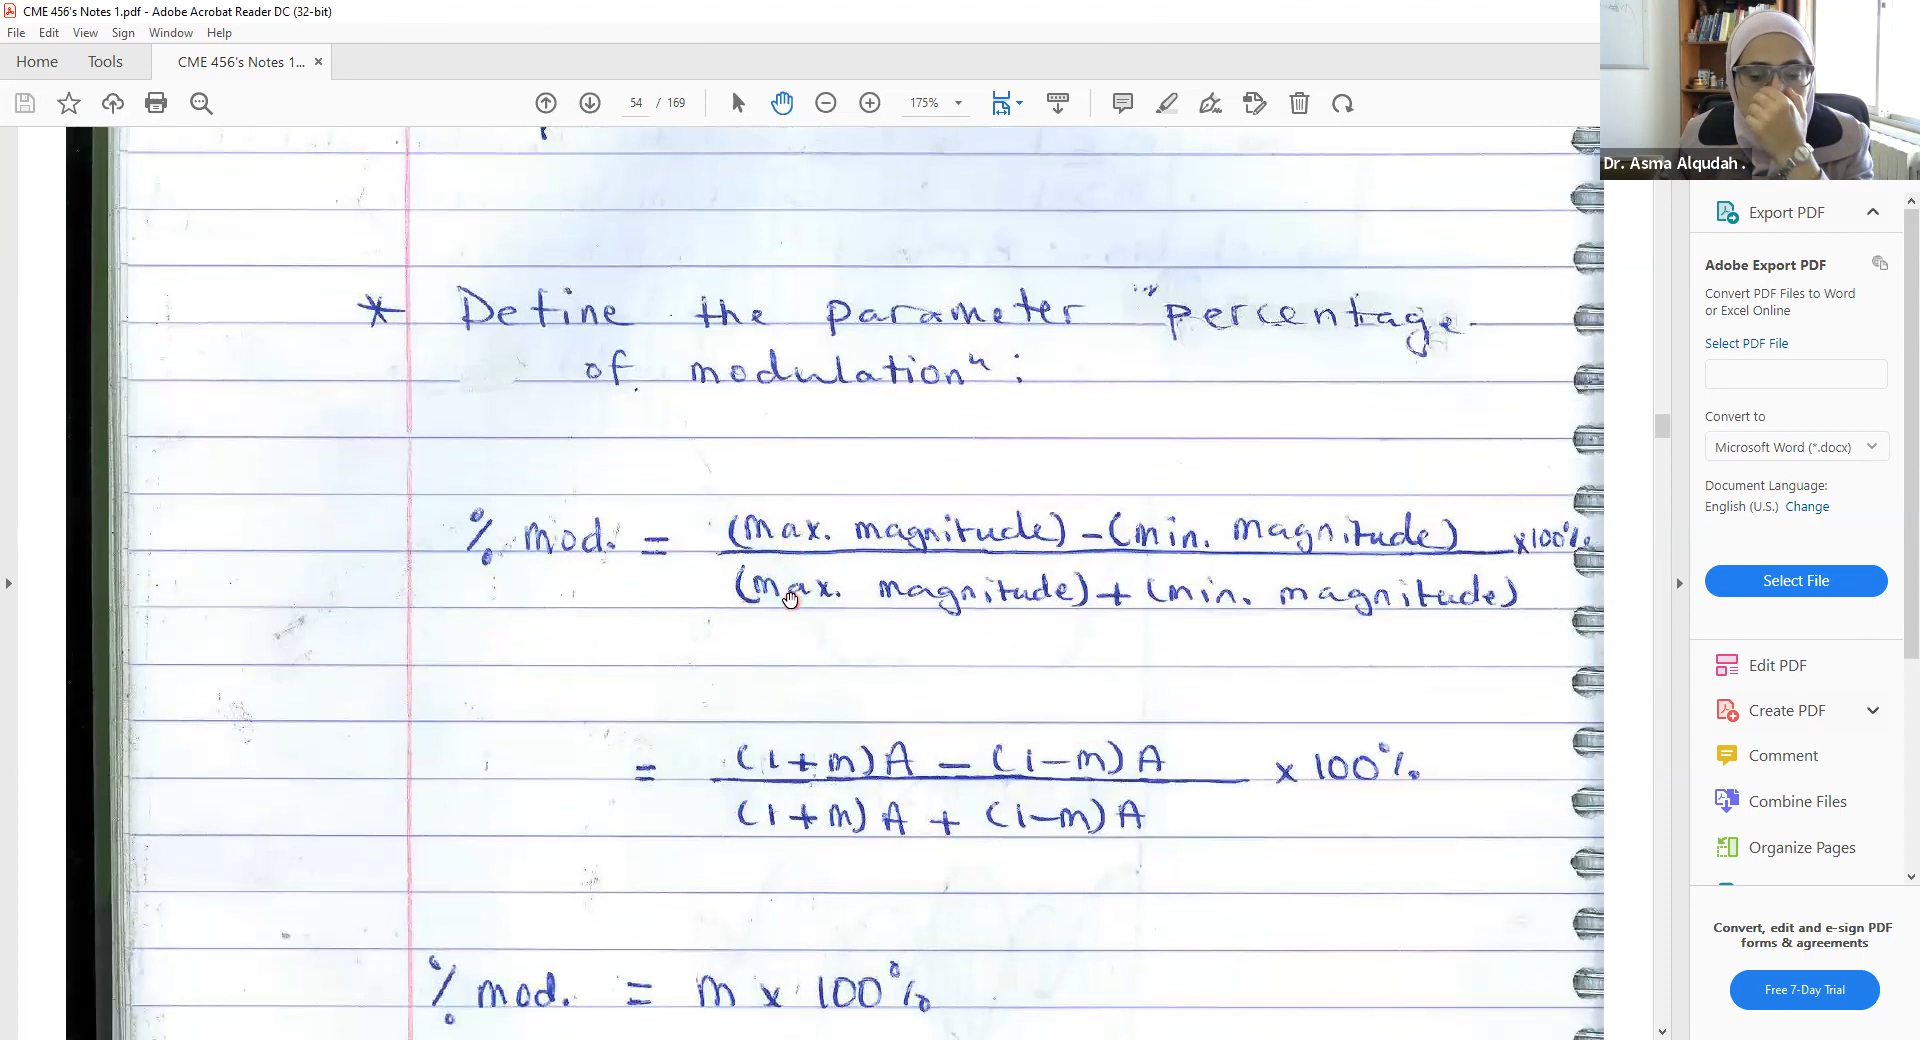 CME 456's Notes 1.pdf - Adobe Acrobat Reader DC (32-bit)
File Edit View Sign Window Help
Home Tools CME 456's Notes 1... ×
54 / 169 175%
Dr. Asma Alqudah .
* Define the parameter "percentage
of modulation" :
% mod. = (max. magnitude) - (min. magnitude) x100%
(max. magnitude) + (min. magnitude)
= (1+m)A - (1-m)A x 100%
(1+m)A + (1-m)A
% mod. = m x 100%
Export PDF
Adobe Export PDF
Convert PDF Files to Word
or Excel Online
Select PDF File
Convert to
Microsoft Word (*.docx)
Document Language:
English (U.S.) Change
Select File
Edit PDF
Create PDF
Comment
Combine Files
Organize Pages
Convert, edit and e-sign PDF
forms & agreements
Free 7-Day Trial